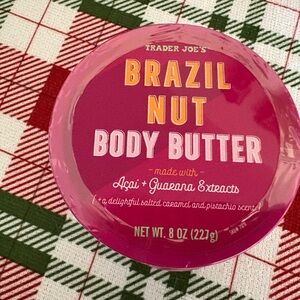 TRADER JOE'S
BRAZIL
NUT
BODY BUTTER
made with
Açaí + Guarana Extracts
(+ a delightful salted caramel and pistachio scent)
NET WT. 8 OZ (227g)